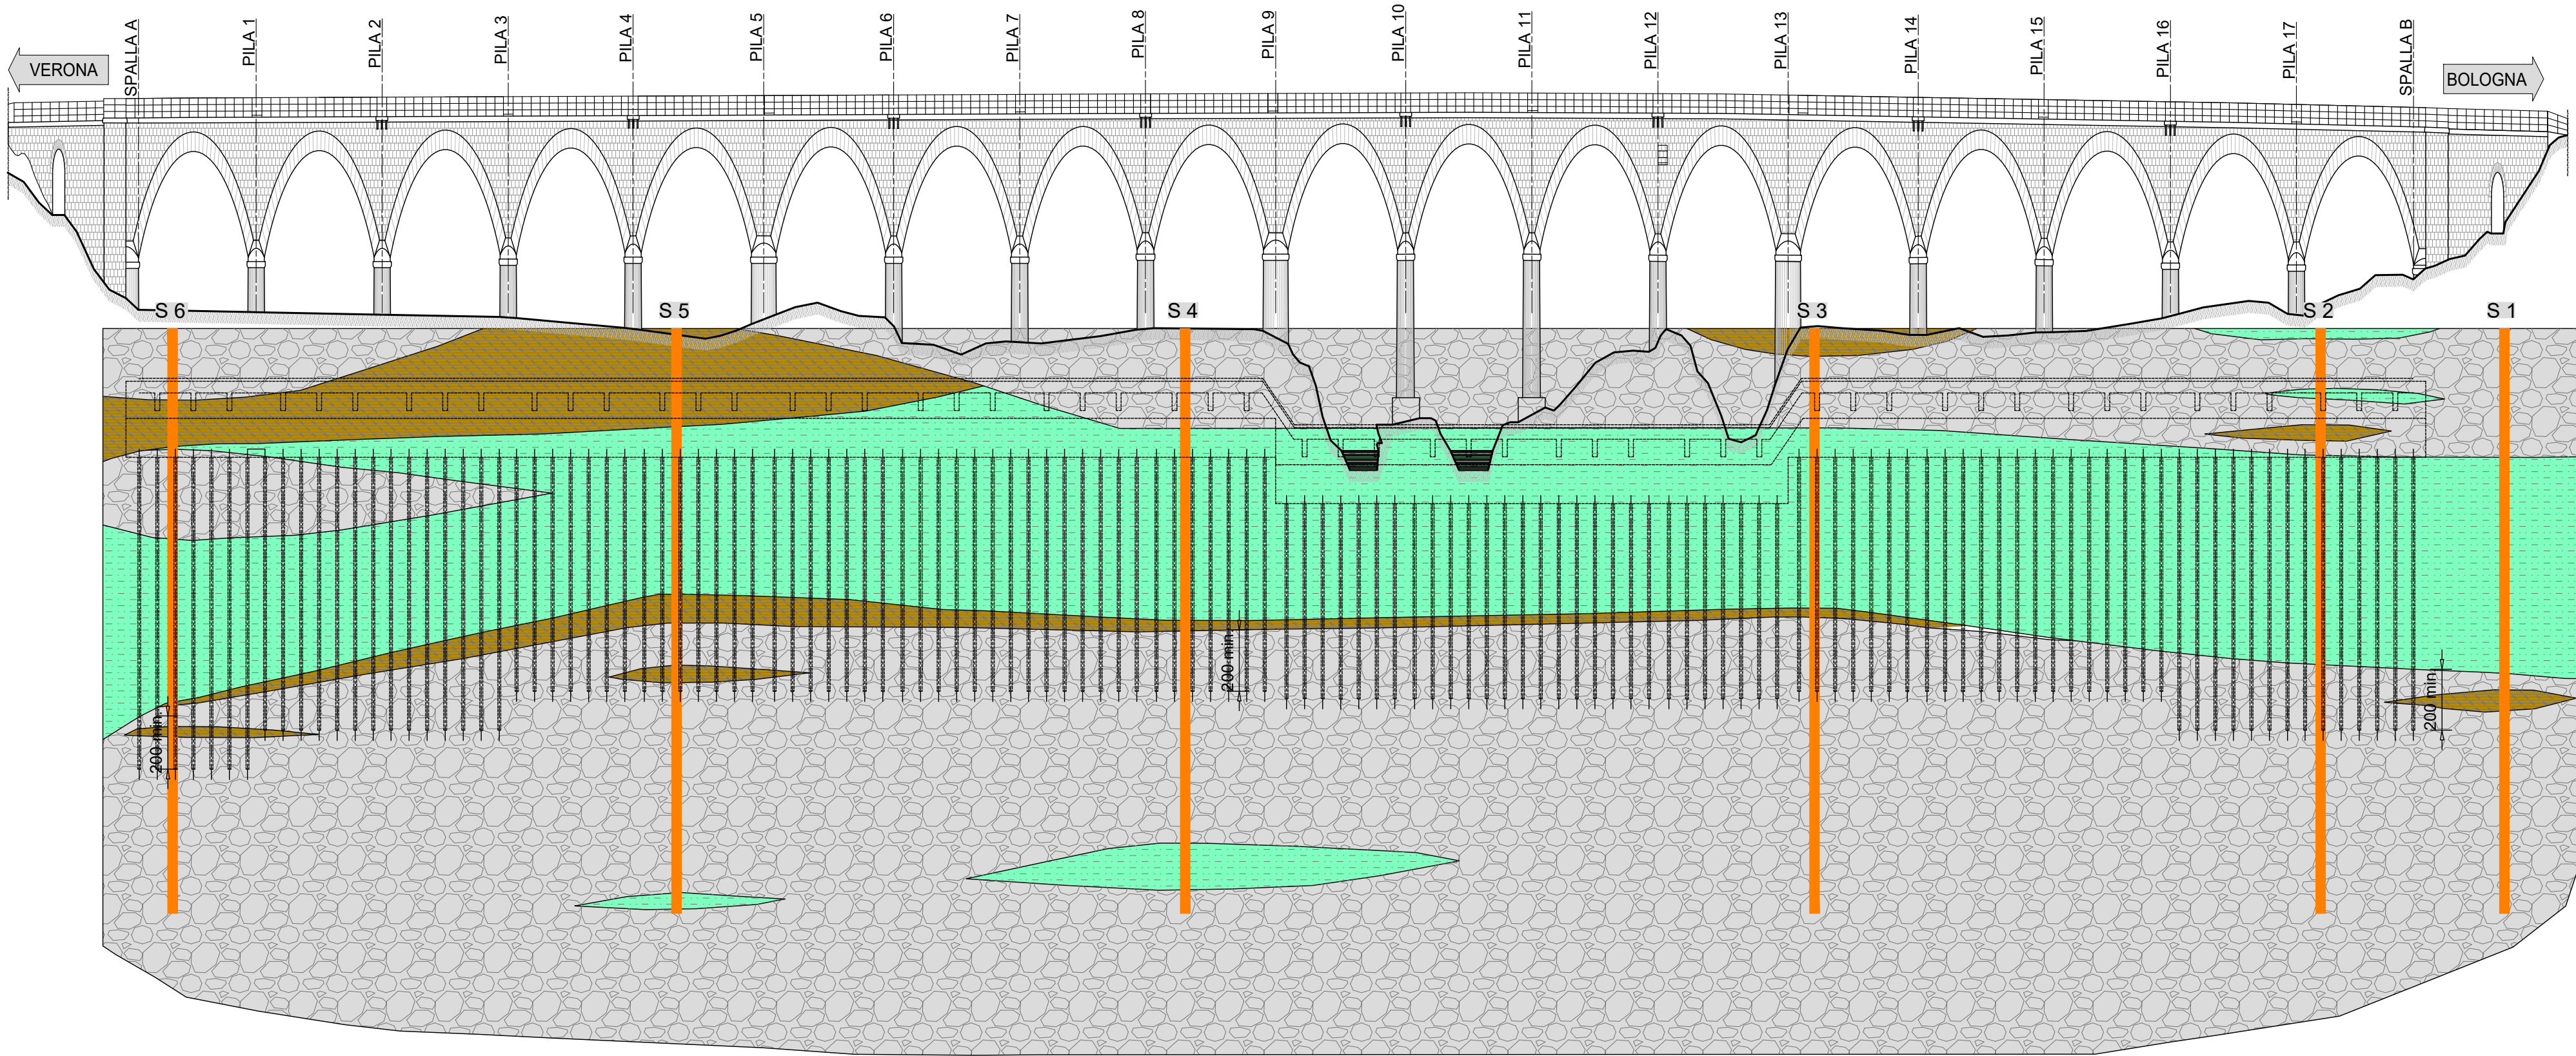 SPALLA A
PILA 1
PILA 2
PILA 3
PILA 4
PILA 5
PILA 6
PILA 7
PILA 8
PILA 9
PILA 10
PILA 11
PILA 12
PILA 13
PILA 14
PILA 15
PILA 16
PILA 17
SPALLA B
VERONA
BOLOGNA
S 6
S 5
S 4
S 3
S 2
S 1
200 min.
200 min.
200 min.